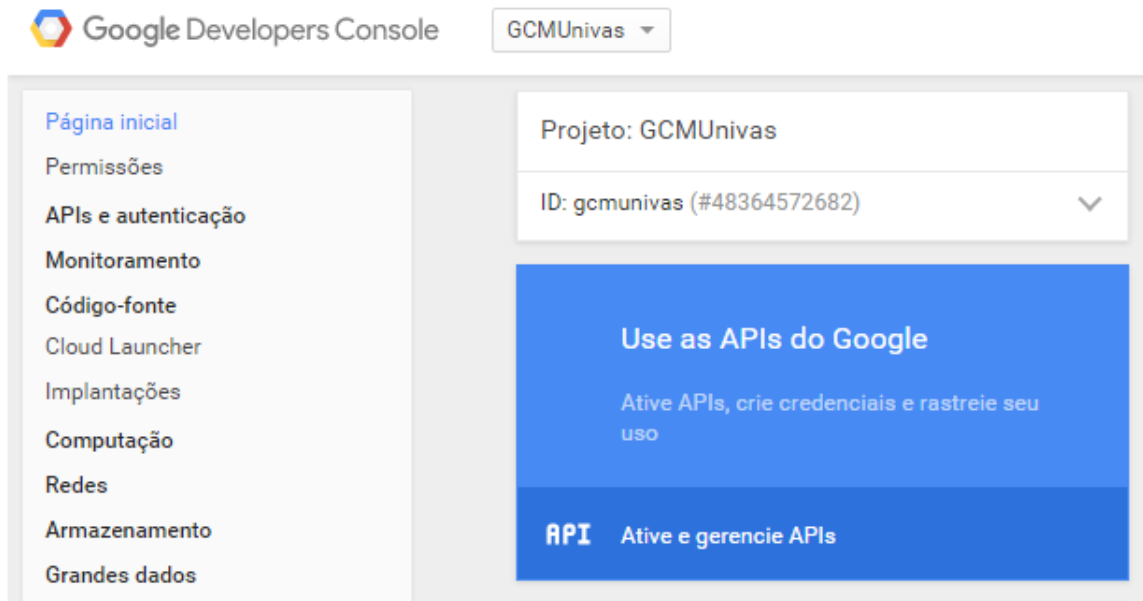 Google Developers Console
GCMUnivas
Página inicial
Permissões
APIs e autenticação
Monitoramento
Código-fonte
Cloud Launcher
Implantações
Computação
Redes
Armazenamento
Grandes dados
Projeto: GCMUnivas
ID: gcmunivas (#48364572682)
Use as APIs do Google
Ative APIs, crie credenciais e rastreie seu
uso
API Ative e gerencie APIs